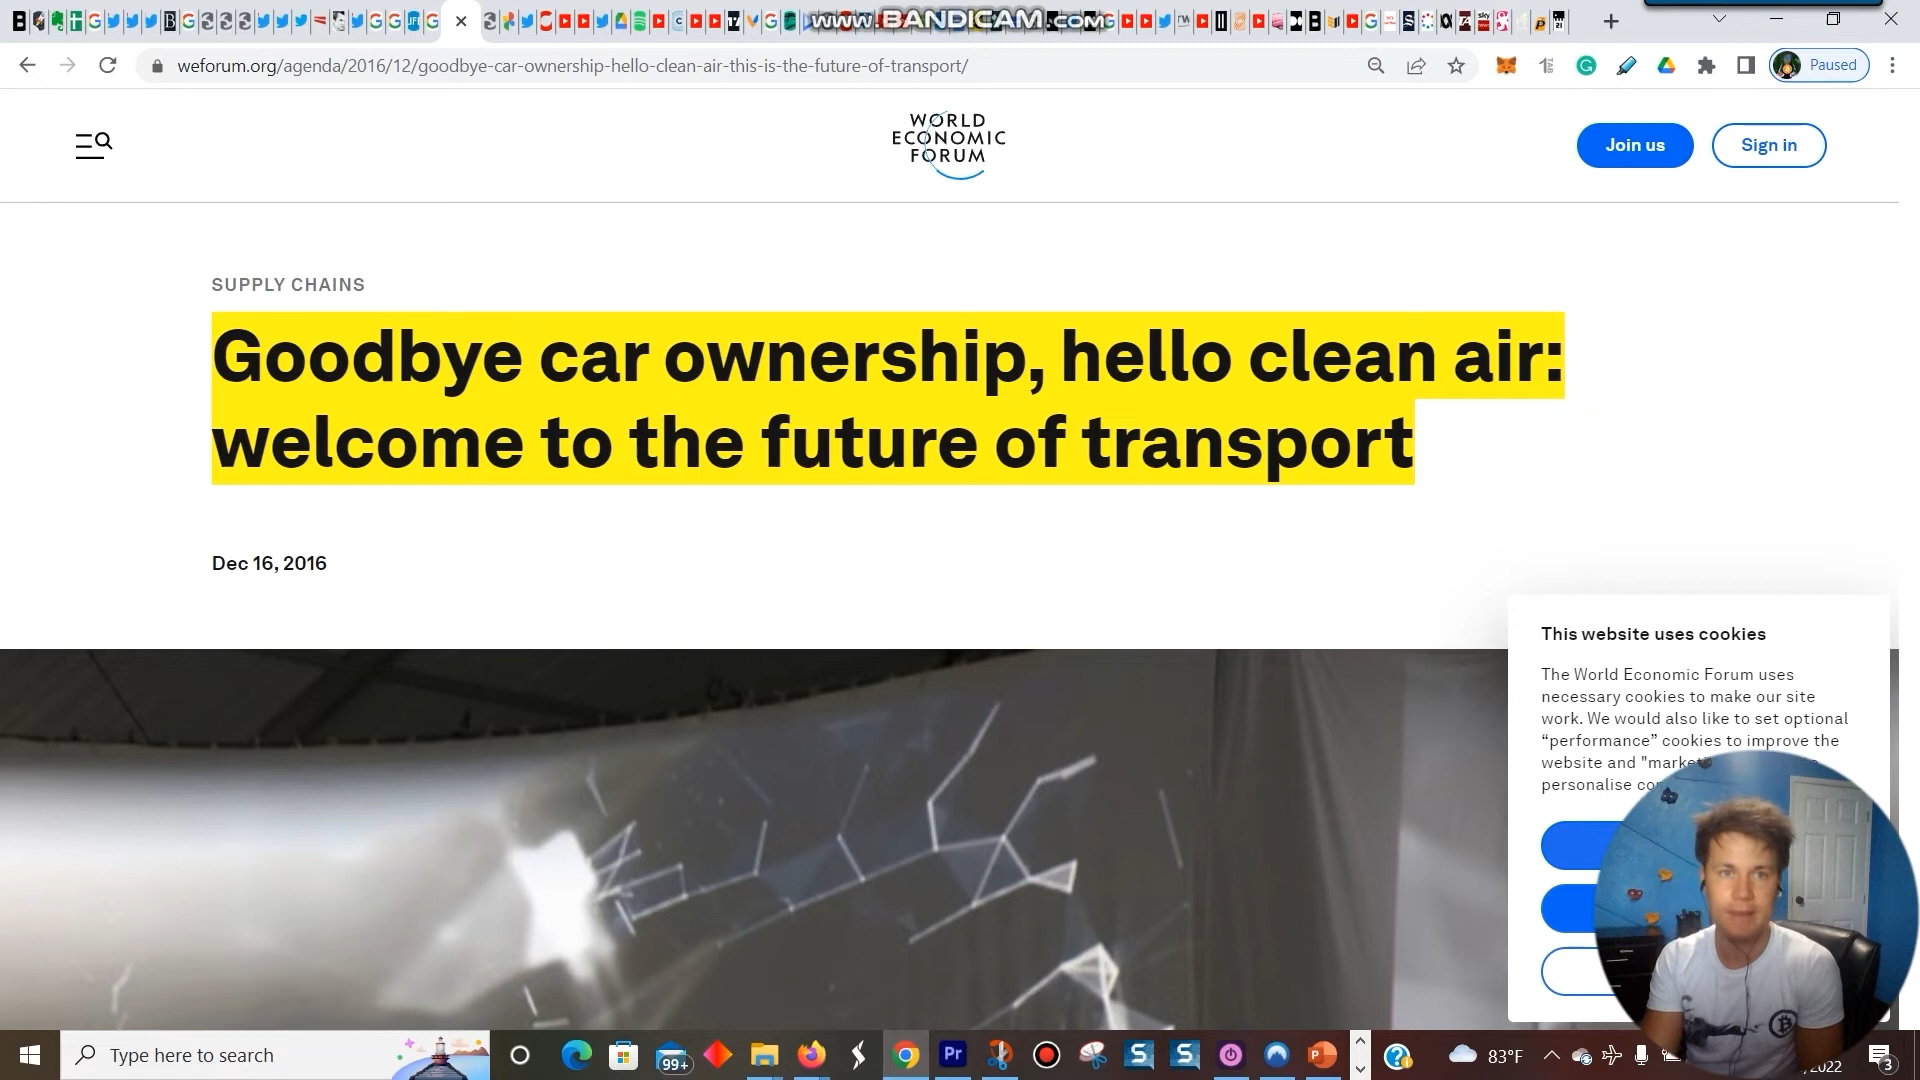 www.BANDICAM.com
weforum.org/agenda/2016/12/goodbye-car-ownership-hello-clean-air-this-is-the-future-of-transport/
Paused
WORLD
ECONOMIC
FORUM
Join us
Sign in
SUPPLY CHAINS
Goodbye car ownership, hello clean air:
welcome to the future of transport
Dec 16, 2016
This website uses cookies
The World Economic Forum uses
necessary cookies to make our site
work. We would also like to set optional
“performance” cookies to improve the
website and
personalise
Type here to search
99+
Pr
83°F
/2022
3